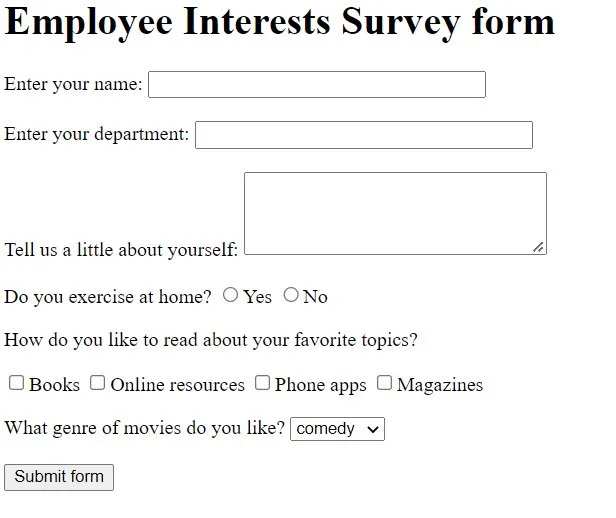 Employee Interests Survey form
Enter your name:
Enter your department:
Tell us a little about yourself:
Do you exercise at home? Yes No
How do you like to read about your favorite topics?
Books Online resources Phone apps Magazines
What genre of movies do you like? comedy
Submit form